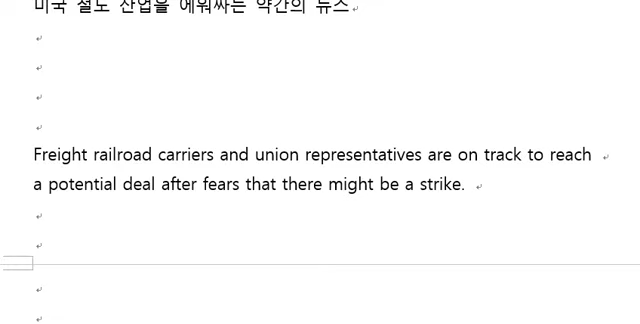 미국 철도 산업을 에워싸는 약간의 뉴스
Freight railroad carriers and union representatives are on track to reach
a potential deal after fears that there might be a strike.